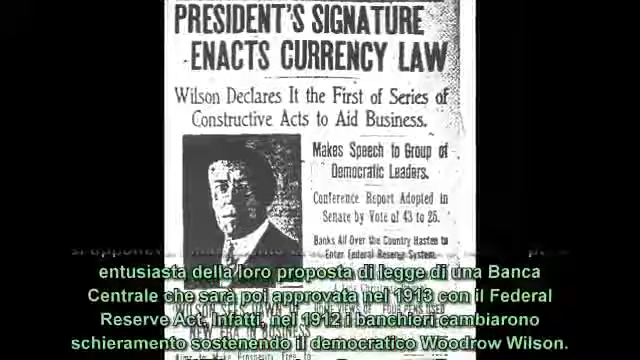 PRESIDENT'S SIGNATURE
ENACTS CURRENCY LAW
Wilson Declares It the First of Series of
Constructive Acts to Aid Business.
Makes Speech to Group of
Democratic Leaders.
Conference Report Adopted in
Senate by Vote of 43 to 25.
Banks All Over the Country Hasten to
Enter Federal Reserve System.
entusiasta della loro proposta di legge di una Banca
Centrale che sarà poi approvata nel 1913 con il Federal
Reserve Act. Infatti, nel 1912 i banchieri cambiarono
schieramento sostenendo il democratico Woodrow Wilson.